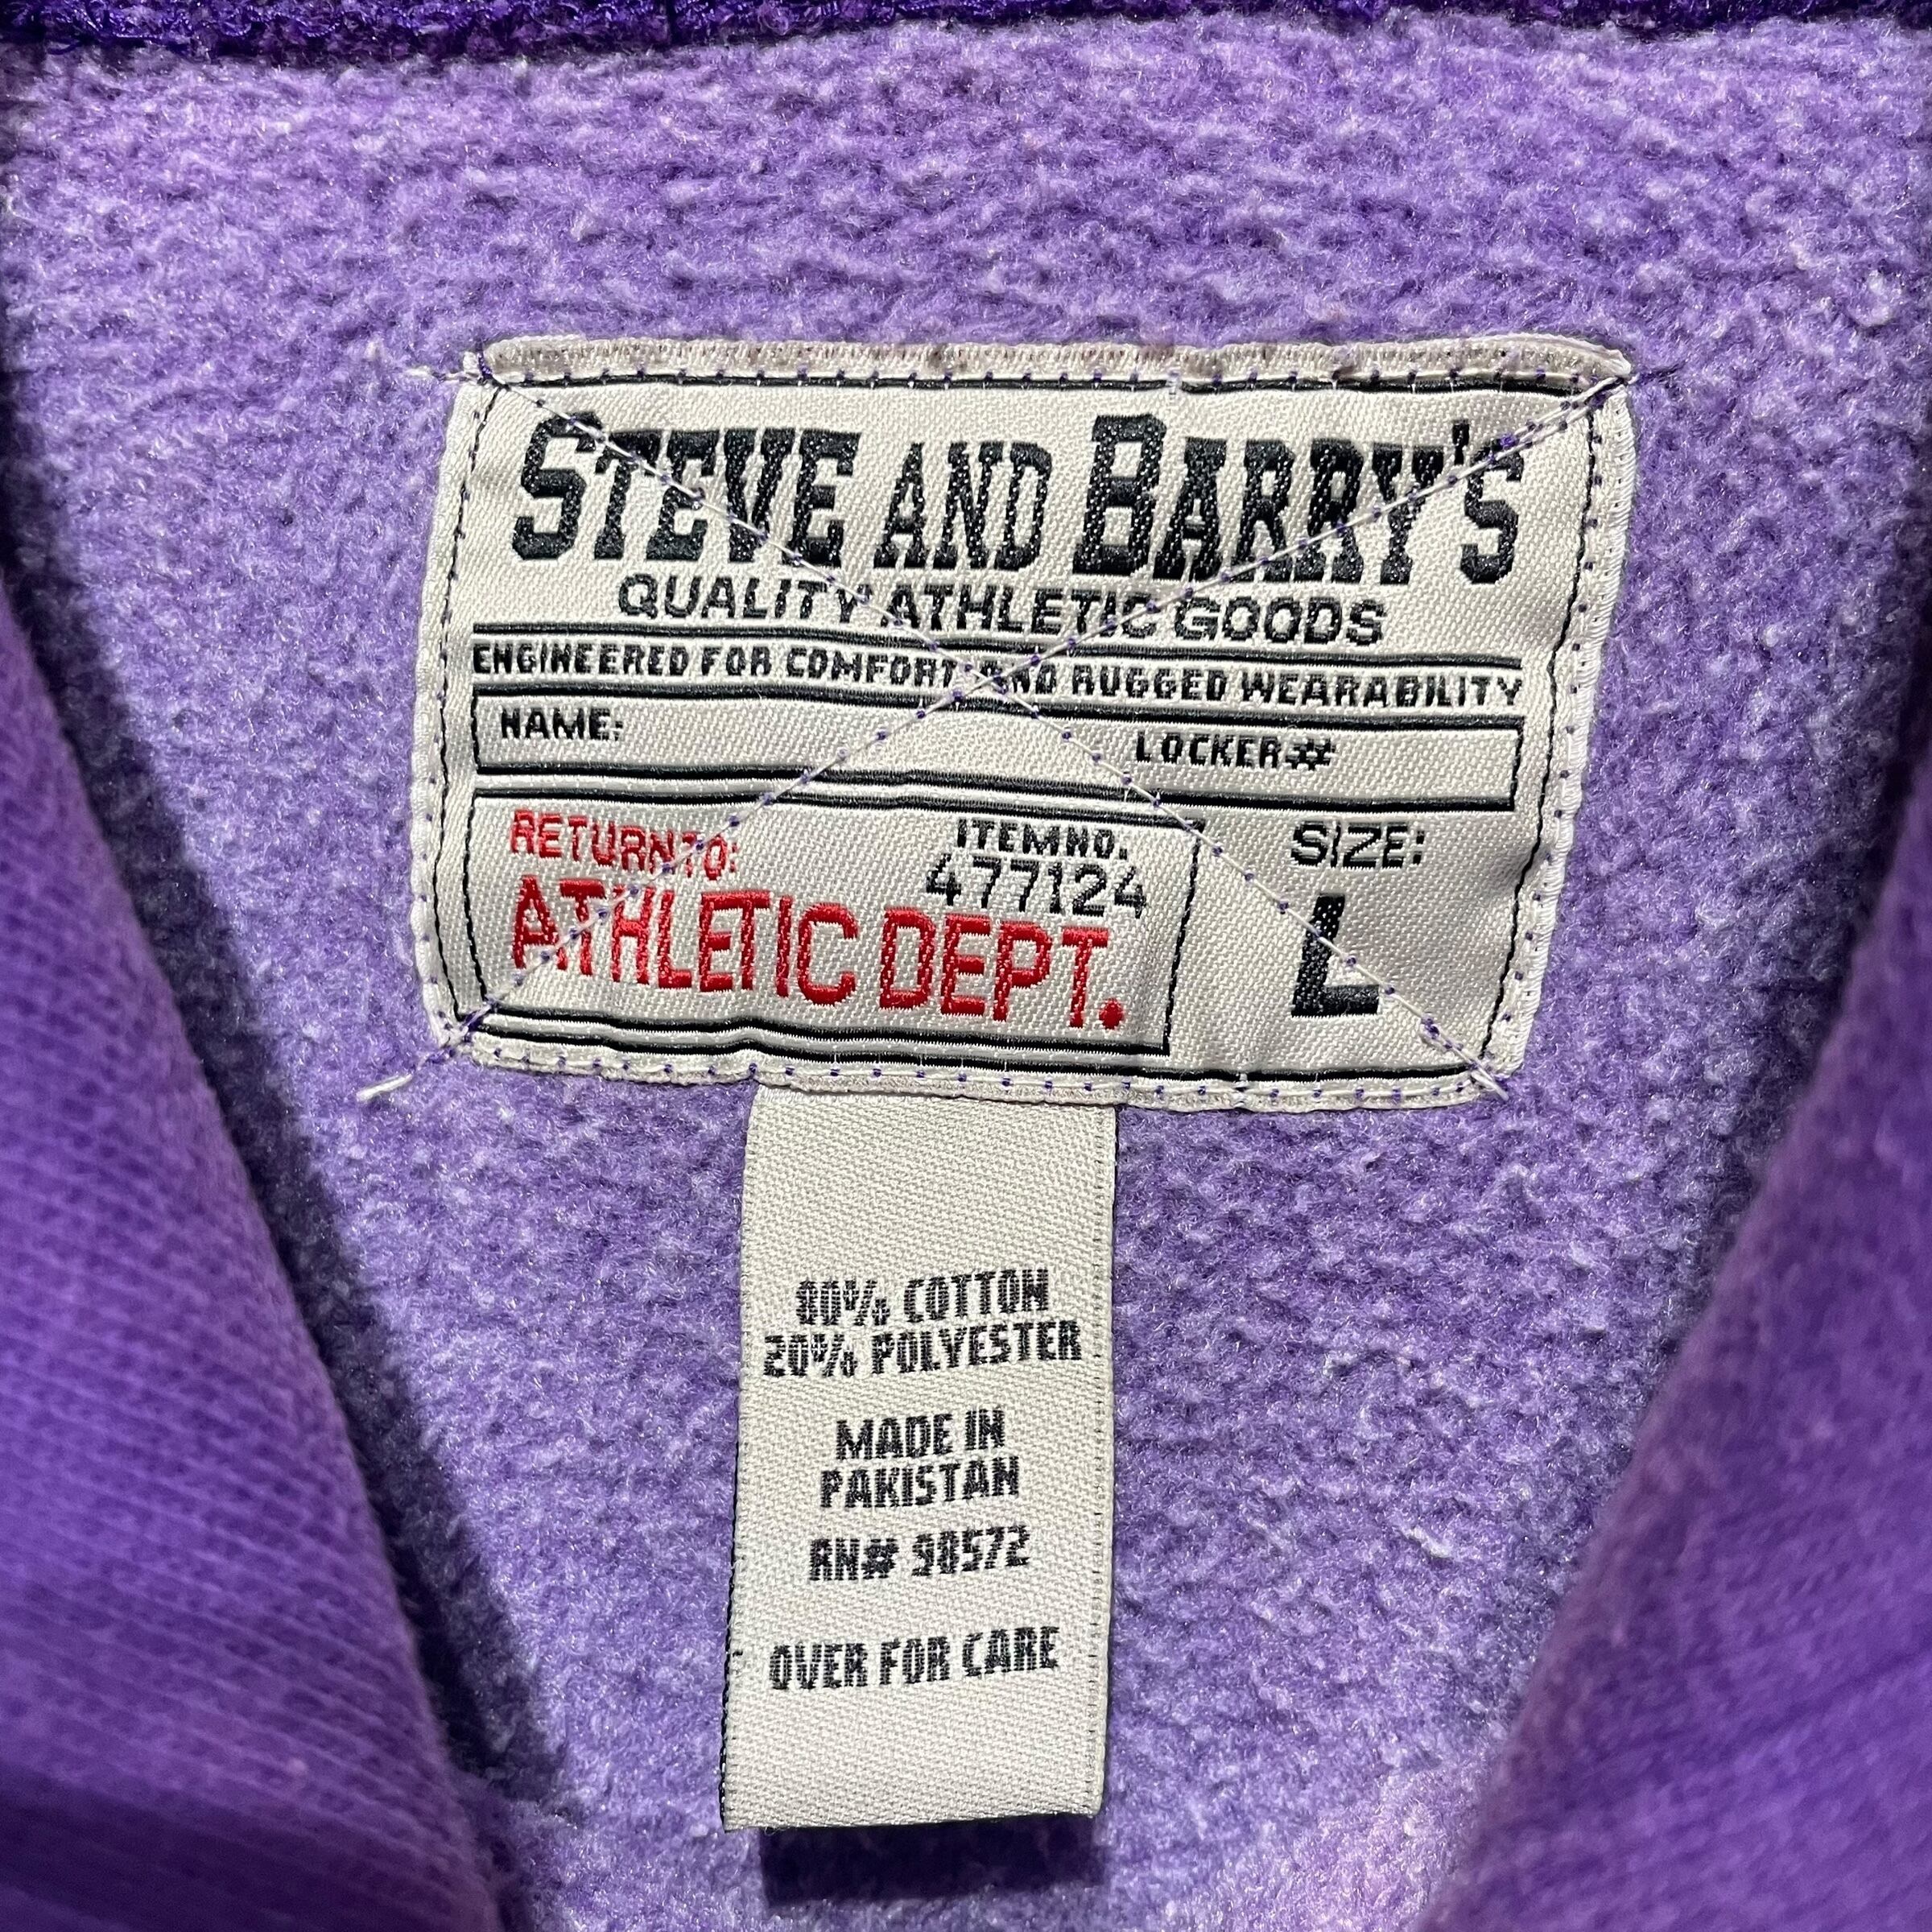 STEVE AND BARRY'S
QUALITY ATHLETIC GOODS
ENGINEERED FOR COMFORT AND RUGGED WEARABILITY
NAME: LOCKER#
RETURN TO: ITEM NO.
477124
ATHLETIC DEPT.
SIZE:
L
80% COTTON
20% POLYESTER
MADE IN
PAKISTAN
RN# 98572
OVER FOR CARE